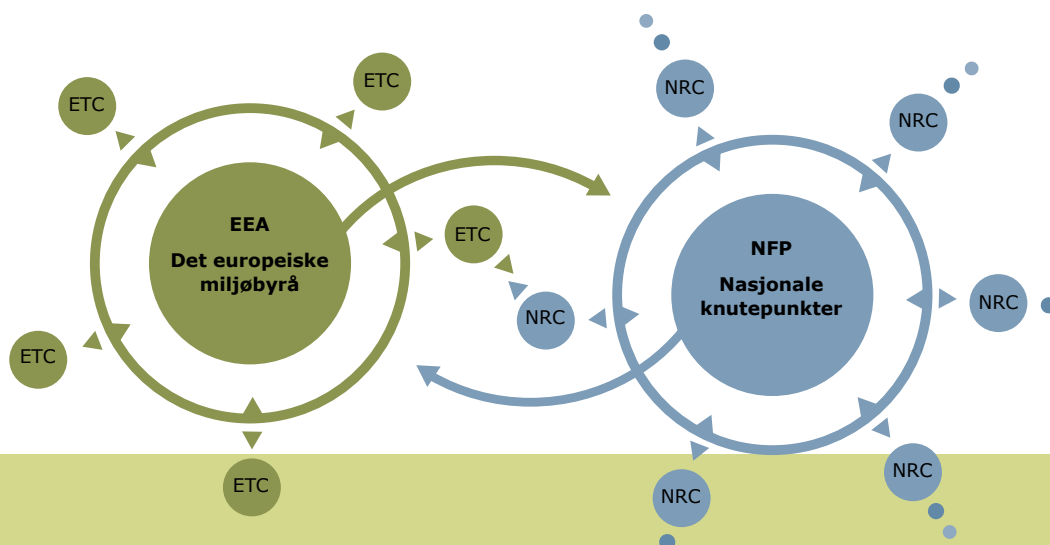 ETC
ETC
ETC
ETC
ETC
EEA
Det europeiske
miljøbyrå
NRC
NRC
NRC
NRC
NRC
NRC
NFP
Nasjonale
knutepunkter